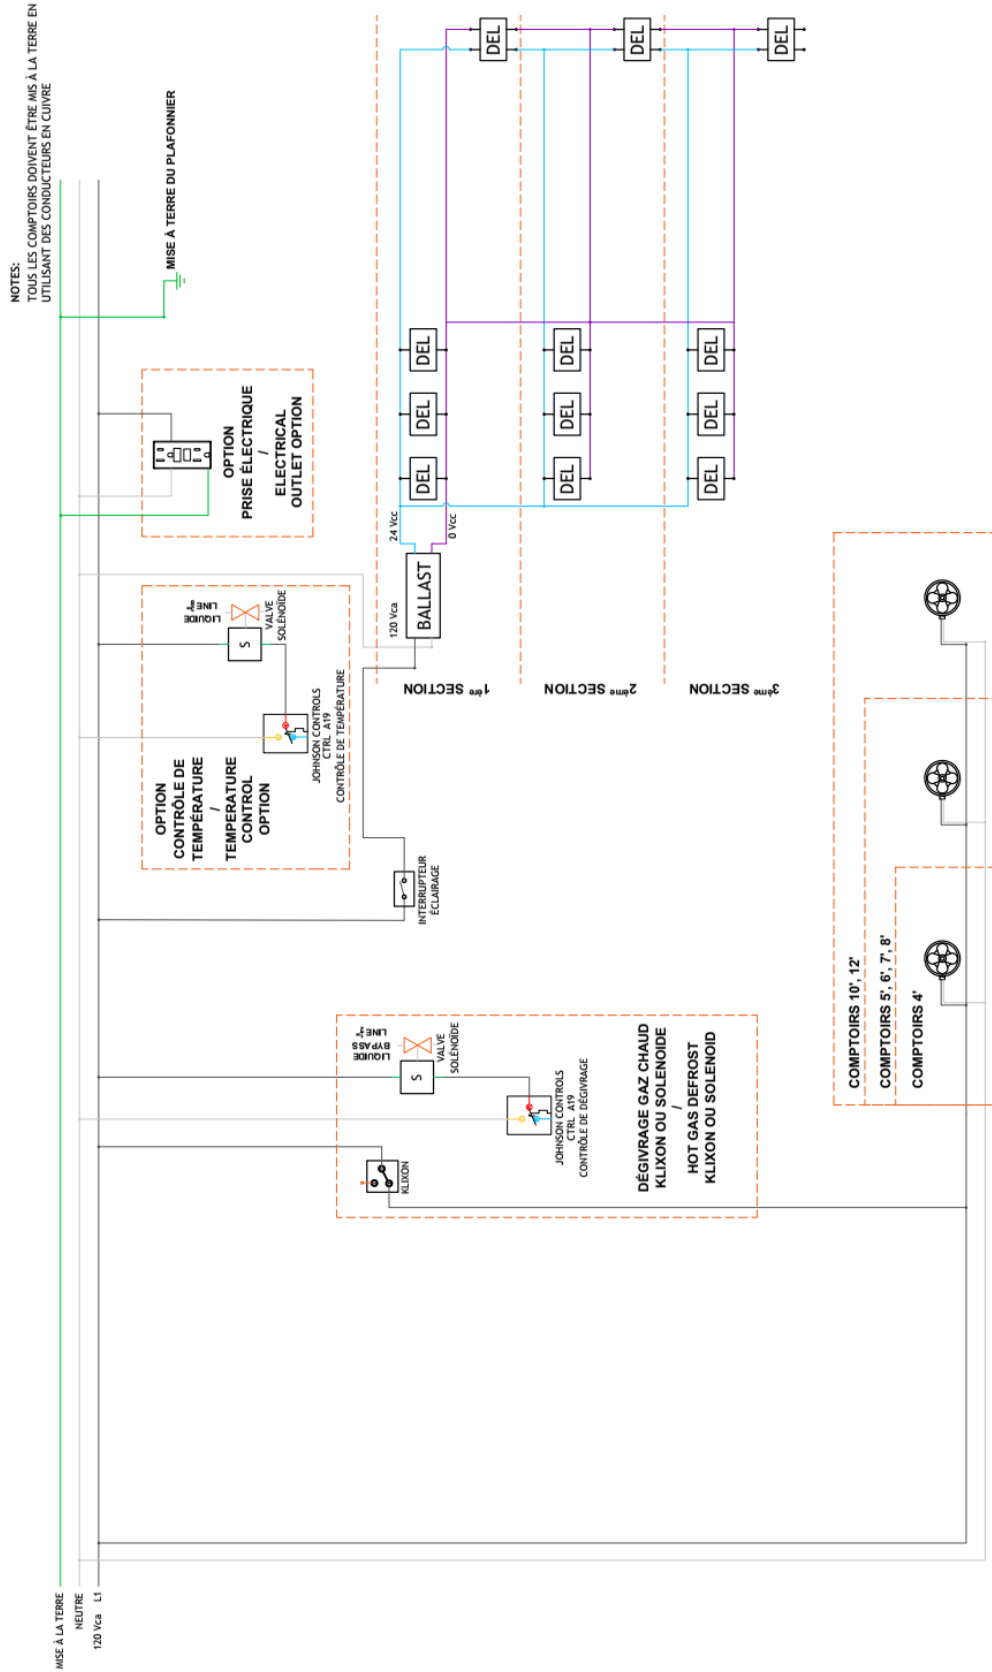 NOTES:
TOUS LES COMPTOIRS DOIVENT ÊTRE MIS À LA TERRE EN
UTILISANT DES CONDUCTEURS EN CUIVRE
MISE À LA TERRE
NEUTRE
120 Vca L1
MISE À TERRE DU PLAFONNIER
OPTION
PRISE ÉLECTRIQUE
/
ELECTRICAL
OUTLET OPTION
OPTION
CONTRÔLE DE
TEMPÉRATURE
/
TEMPERATURE
CONTROL
OPTION
LIQUIDE
LINE
S
VALVE
SOLÉNOÏDE
JOHNSON CONTROLS
CTRL A19
CONTRÔLE DE TEMPÉRATURE
INTERRUPTEUR
ÉCLAIRAGE
120 Vca
BALLAST
24 Vcc
0 Vcc
DEL
DEL
DEL
DEL
1ère SECTION
DEL
DEL
DEL
DEL
2ème SECTION
DEL
DEL
DEL
DEL
3ème SECTION
LIQUIDE
BYPASS
LINE
S
VALVE
SOLÉNOÏDE
JOHNSON CONTROLS
CTRL A19
CONTRÔLE DE DÉGIVRAGE
KLIXON
DÉGIVRAGE GAZ CHAUD
KLIXON OU SOLENOIDE
/
HOT GAS DEFROST
KLIXON OU SOLENOID
COMPTOIRS 10', 12'
COMPTOIRS 5', 6', 7', 8'
COMPTOIRS 4'